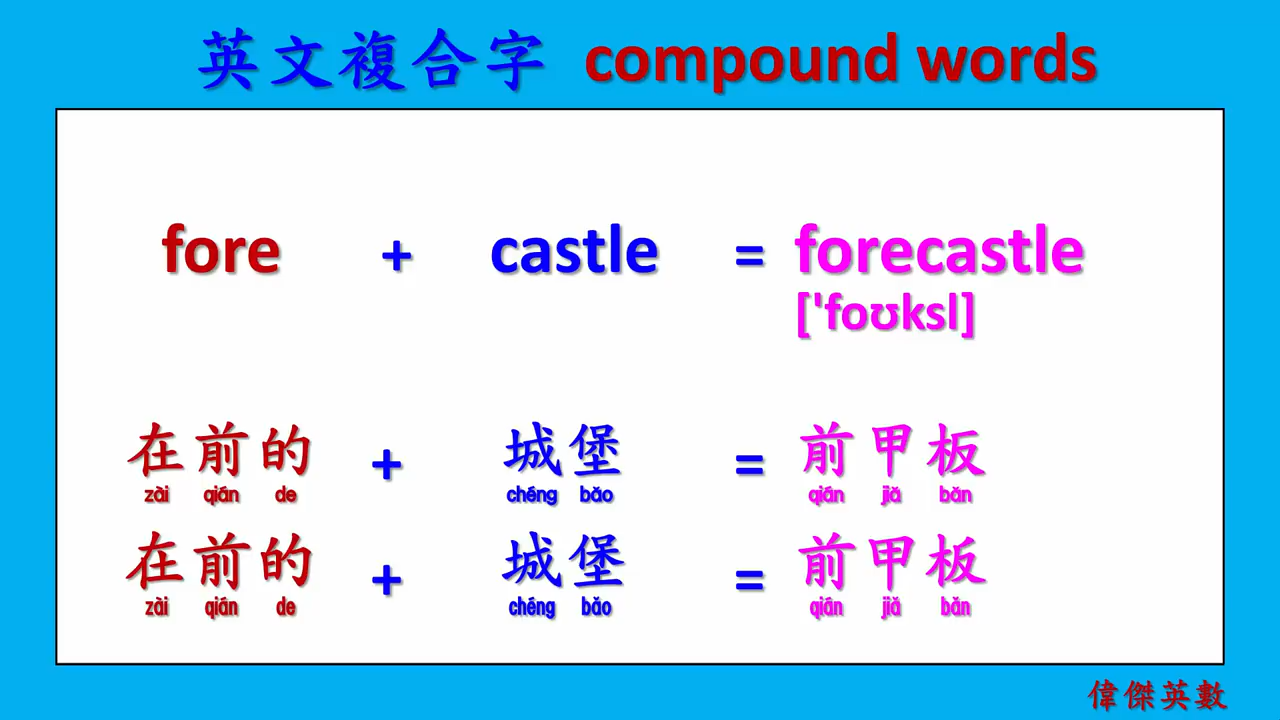 英文複合字 compound words
fore + castle = forecastle
['foʊksl]
在前的 + 城堡 = 前甲板
zài qián de chéng bǎo qián jiǎ bǎn
在前的 + 城堡 = 前甲板
zài qián de chéng bǎo qián jiǎ bǎn
偉傑英數